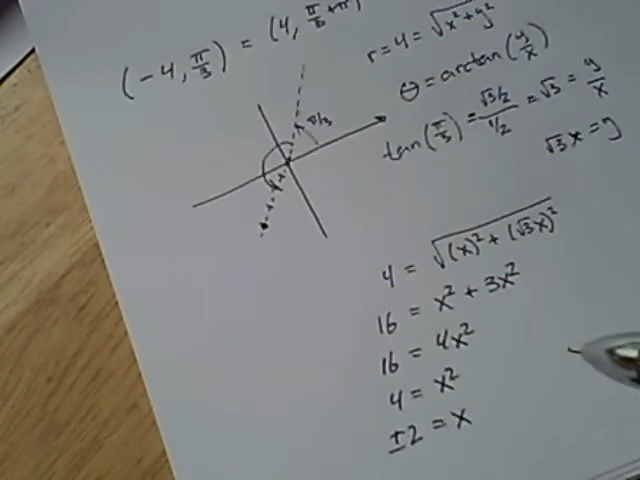 (-4, π/3) = (4, π/3 + π)
r = 4 = √(x² + y²)
θ = arctan(y/x)
tan(π/3) = (√3/2)/(1/2) = √3 = y/x
√3x = y
π/3
4 = √((x)² + (√3x)²)
16 = x² + 3x²
16 = 4x²
4 = x²
±2 = x